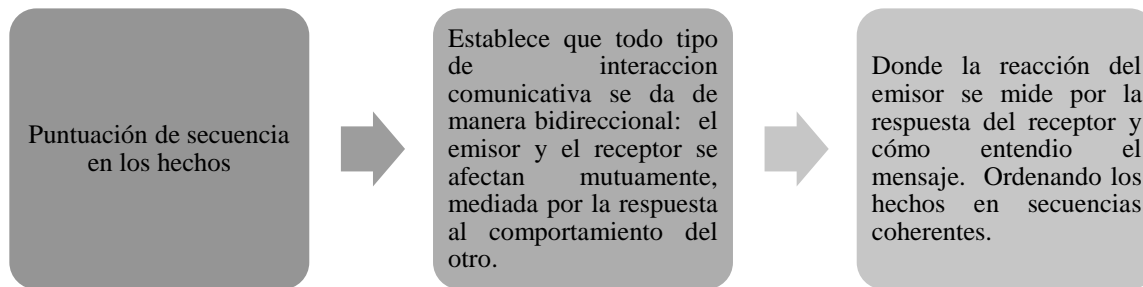 Puntuación de secuencia
en los hechos
Establece que todo tipo
de interaccion
comunicativa se da de
manera bidireccional: el
emisor y el receptor se
afectan mutuamente,
mediada por la respuesta
al comportamiento del
otro.
Donde la reacción del
emisor se mide por la
respuesta del receptor y
cómo entendio el
mensaje. Ordenando los
hechos en secuencias
coherentes.